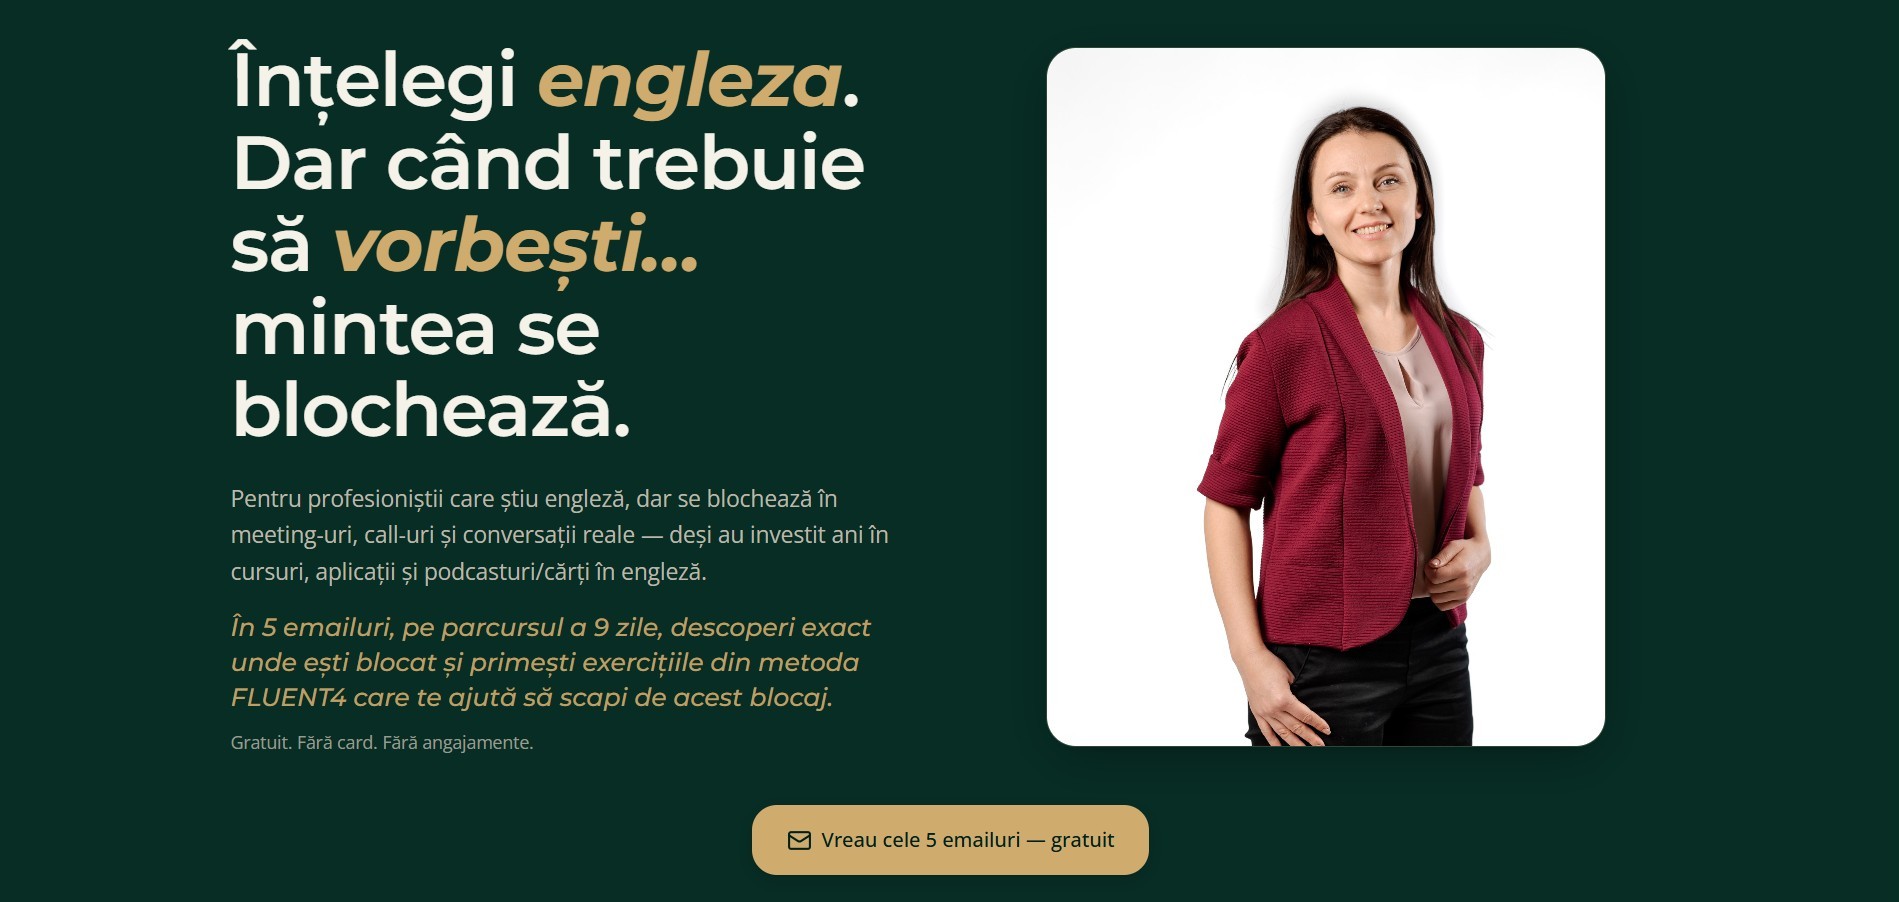 Înțelegi engleza.
Dar când trebuie
să vorbești...
mintea se
blochează.
Pentru profesioniștii care știu engleză, dar se blochează în
meeting-uri, call-uri și conversații reale — deși au investit ani în
cursuri, aplicații și podcasturi/cărți în engleză.
În 5 emailuri, pe parcursul a 9 zile, descoperi exact
unde ești blocat și primești exercițiile din metoda
FLUENT4 care te ajută să scapi de acest blocaj.
Gratuit. Fără card. Fără angajamente.
Vreau cele 5 emailuri — gratuit